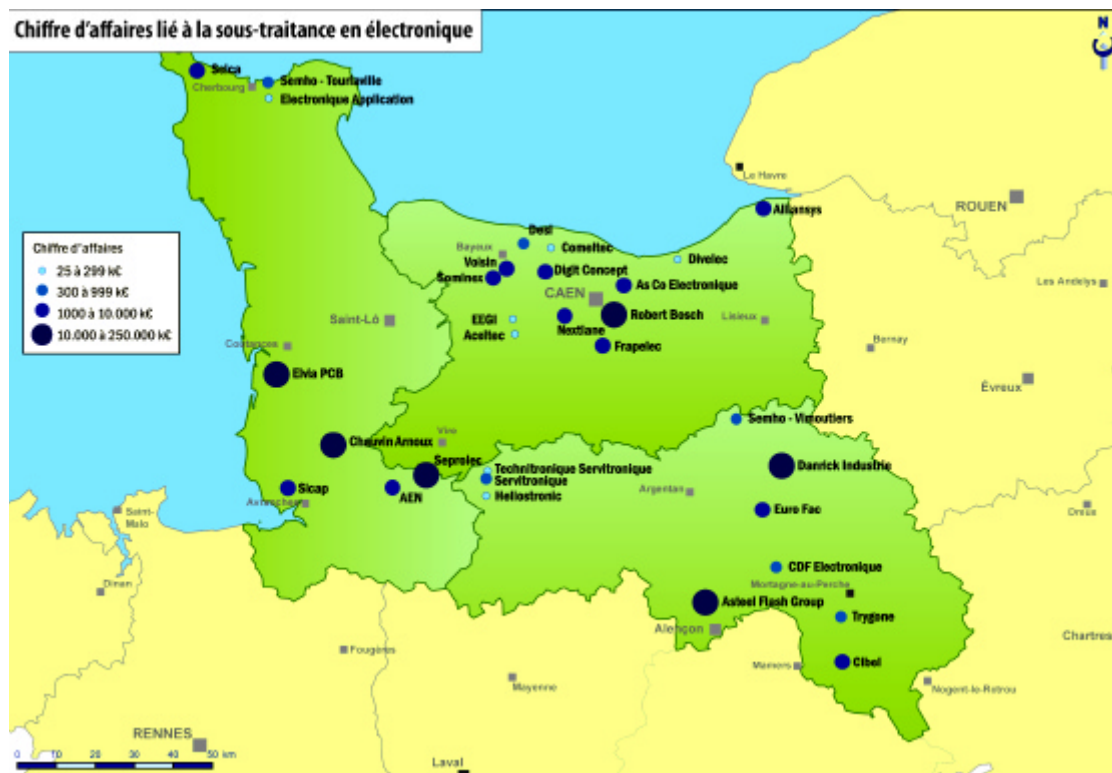 Chiffre d'affaires lié à la sous-traitance en électronique
N
Selca
Cherbourg
Semho - Tourlaville
Electronique Application
Le Havre
ROUEN
Alliansys
Chiffre d'affaires
25 à 299 k€
300 à 999 k€
1000 à 10.000 k€
10.000 à 250.000 k€
Desi
Bayeux
Comeltec
Divelec
Voisin
Sominex
Digit Concept
As Co Electronique
Les Andelys
CAEN
Saint-Lô
EEGI
Robert Bosch
Lisieux
Aceltec
Nextlane
Frapelec
Bernay
Coutances
Elvia PCB
Évreux
Semho - Vimoutiers
Vire
Chauvin Arnoux
Seprolec
Technitronique Servitronique
Servitronique
Danrick Industrie
Sicap
AEN
Heliostronic
Argentan
Avranches
Saint-
Malo
Euro Fac
Dreux
CDF Electronique
Dinan
Mortagne-au-Perche
Asteel Flash Group
Trygone
Alençon
Chartres
Fougères
Mamers
Cibel
Mayenne
Nogent-le-Rotrou
RENNES
0 10 20 30 40 50 km
Laval